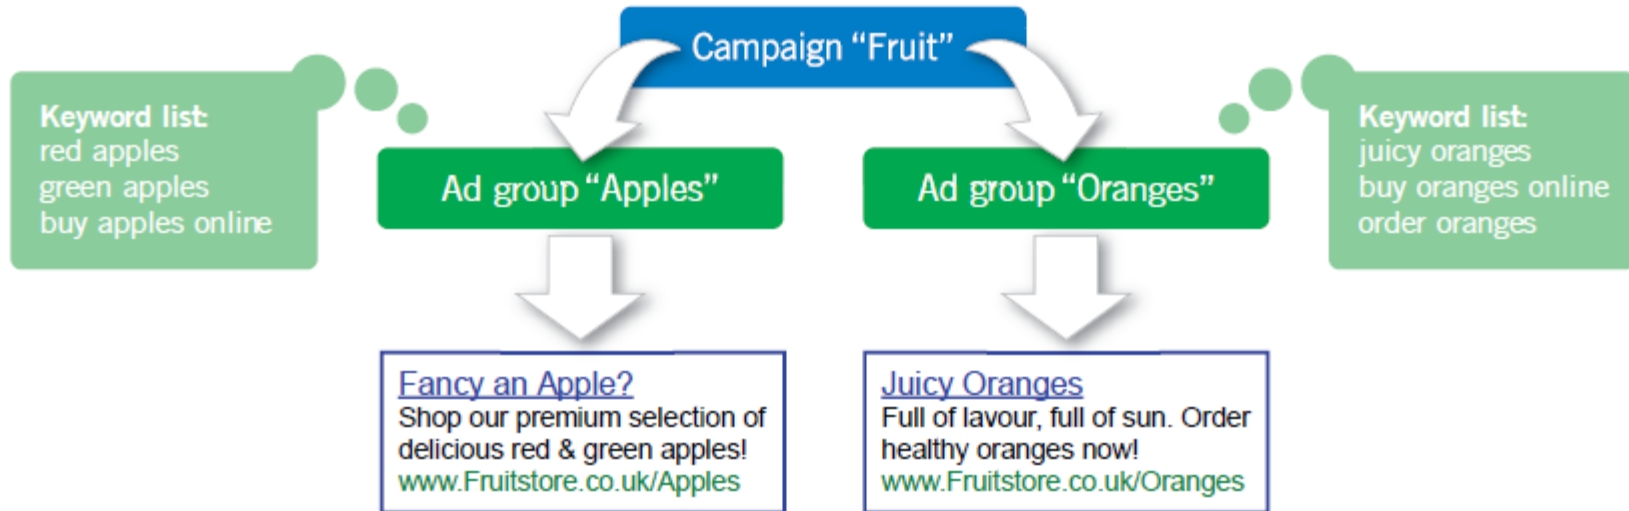 Campaign “Fruit”
Keyword list:
red apples
green apples
buy apples online
Ad group “Apples”
Ad group “Oranges”
Keyword list:
juicy oranges
buy oranges online
order oranges
Fancy an Apple?
Shop our premium selection of
delicious red & green apples!
www.Fruitstore.co.uk/Apples
Juicy Oranges
Full of lavour, full of sun. Order
healthy oranges now!
www.Fruitstore.co.uk/Oranges